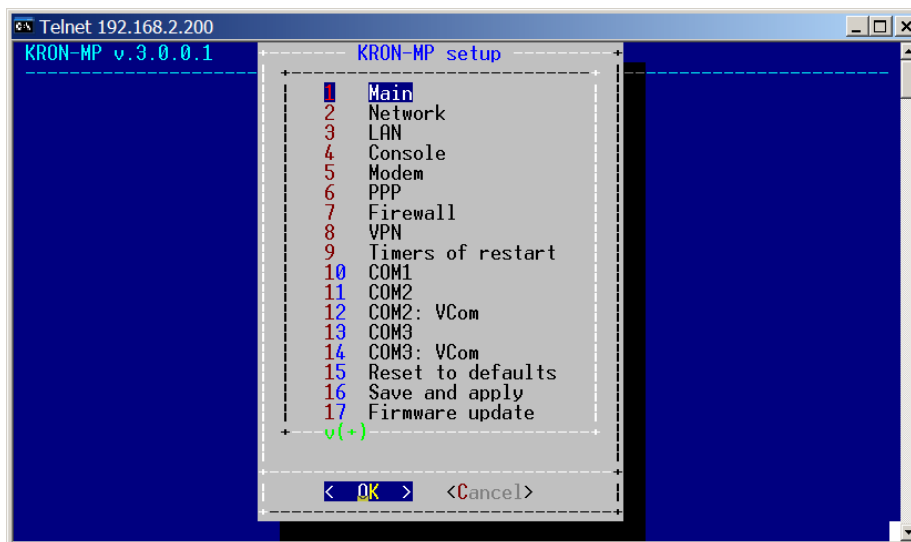 Telnet 192.168.2.200
KRON-MP v.3.0.0.1
KRON-MP setup
1 Main
2 Network
3 LAN
4 Console
5 Modem
6 PPP
7 Firewall
8 VPN
9 Timers of restart
10 COM1
11 COM2
12 COM2: VCom
13 COM3
14 COM3: VCom
15 Reset to defaults
16 Save and apply
17 Firmware update
v(+)
< OK > <Cancel>